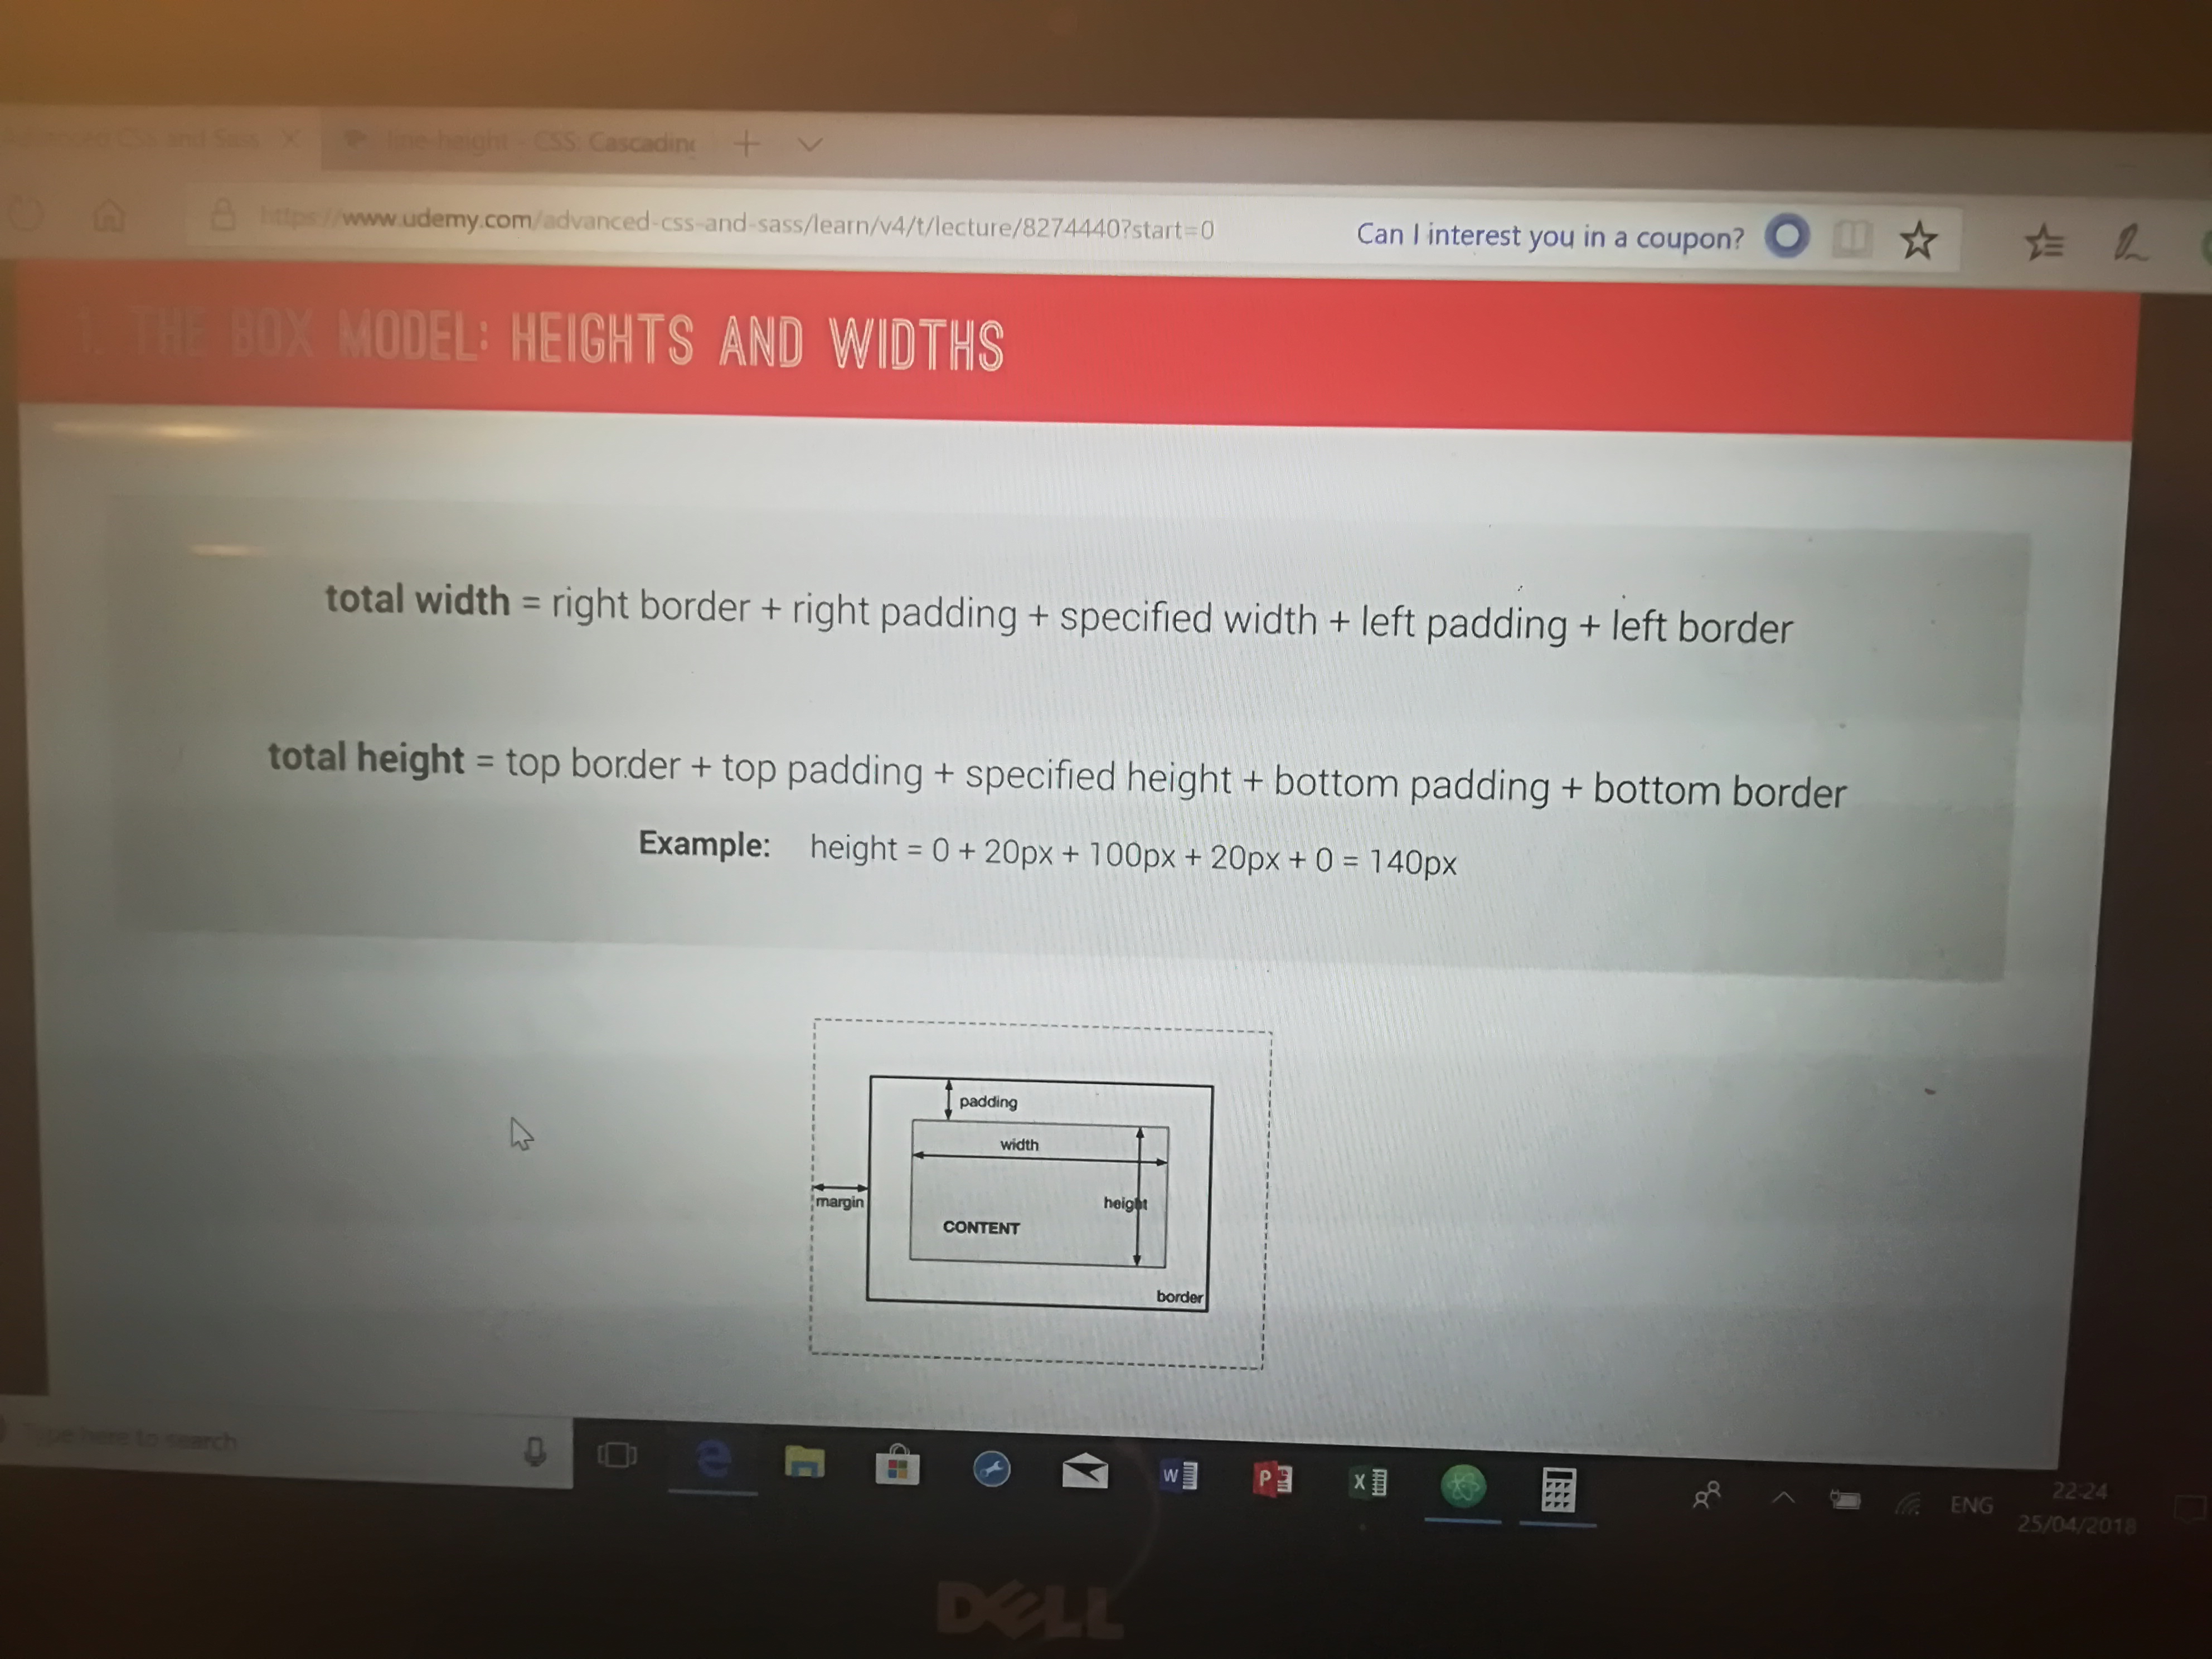 Advanced CSS and Sass
line-height - CSS: Cascading
https://www.udemy.com/advanced-css-and-sass/learn/v4/t/lecture/8274440?start=0 Can I interest you in a coupon?
1. THE BOX MODEL: HEIGHTS AND WIDTHS
total width = right border + right padding + specified width + left padding + left border
total height = top border + top padding + specified height + bottom padding + bottom border
Example: height = 0 + 20px + 100px + 20px + 0 = 140px
padding
width
margin
height
CONTENT
border
Type here to search
W
P
X
ENG
22:24
25/04/2018
DELL